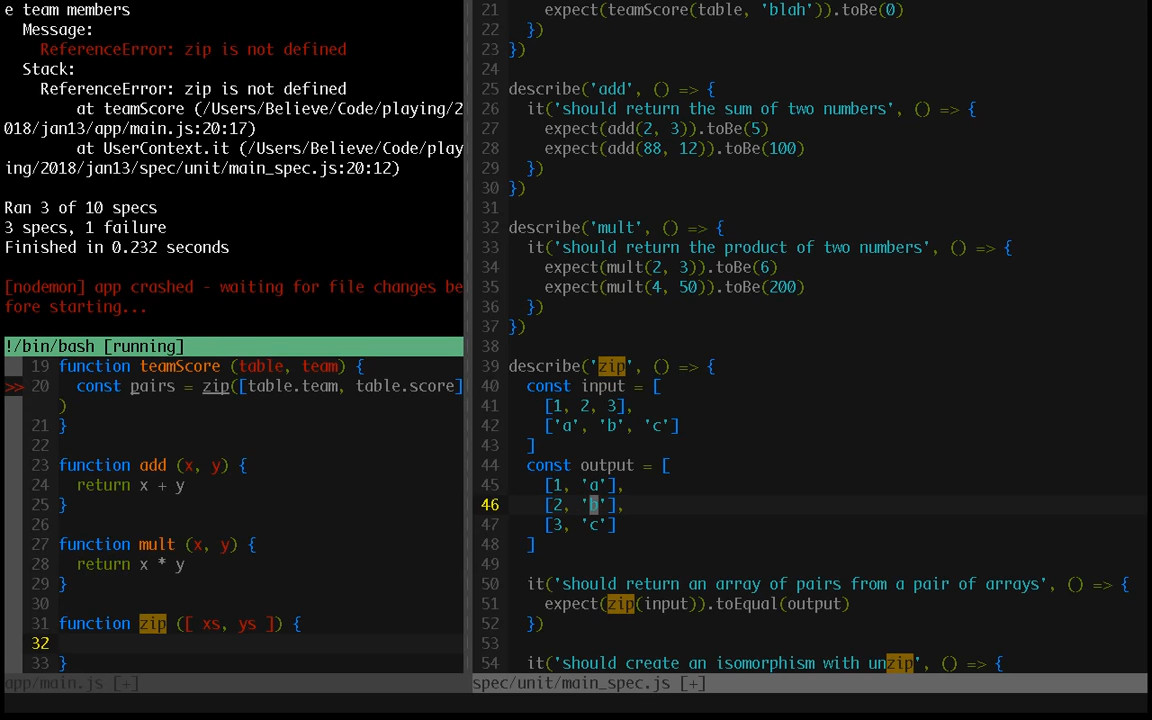 e team members
  Message:
    ReferenceError: zip is not defined
  Stack:
    ReferenceError: zip is not defined
        at teamScore (/Users/Believe/Code/playing/2
018/jan13/app/main.js:20:17)
        at UserContext.it (/Users/Believe/Code/play
ing/2018/jan13/spec/unit/main_spec.js:20:12)

Ran 3 of 10 specs
3 specs, 1 failure
Finished in 0.232 seconds

[nodemon] app crashed - waiting for file changes be
fore starting...

!/bin/bash [running]
19 function teamScore (table, team) {
>> 20   const pairs = zip([table.team, table.score]
)
21 }
22
23 function add (x, y) {
24   return x + y
25 }
26
27 function mult (x, y) {
28   return x * y
29 }
30
31 function zip ([ xs, ys ]) {
32
33 }
app/main.js [+]
21     expect(teamScore(table, 'blah')).toBe(0)
22   })
23 })
24
25 describe('add', () => {
26   it('should return the sum of two numbers', () => {
27     expect(add(2, 3)).toBe(5)
28     expect(add(88, 12)).toBe(100)
29   })
30 })
31
32 describe('mult', () => {
33   it('should return the product of two numbers', () => {
34     expect(mult(2, 3)).toBe(6)
35     expect(mult(4, 50)).toBe(200)
36   })
37 })
38
39 describe('zip', () => {
40   const input = [
41     [1, 2, 3],
42     ['a', 'b', 'c']
43   ]
44   const output = [
45     [1, 'a'],
46     [2, 'b'],
47     [3, 'c']
48   ]
49
50   it('should return an array of pairs from a pair of arrays', () => {
51     expect(zip(input)).toEqual(output)
52   })
53
54   it('should create an isomorphism with unzip', () => {
spec/unit/main_spec.js [+]